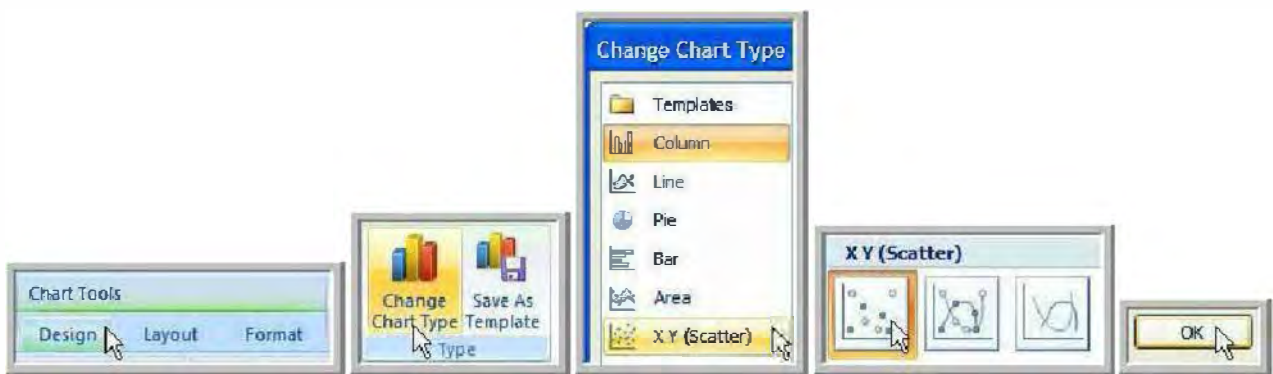 Chart Tools
Design Layout Format
Change Chart Type
Save As Template
Type
Change Chart Type
Templates
Column
Line
Pie
Bar
Area
X Y (Scatter)
X Y (Scatter)
OK